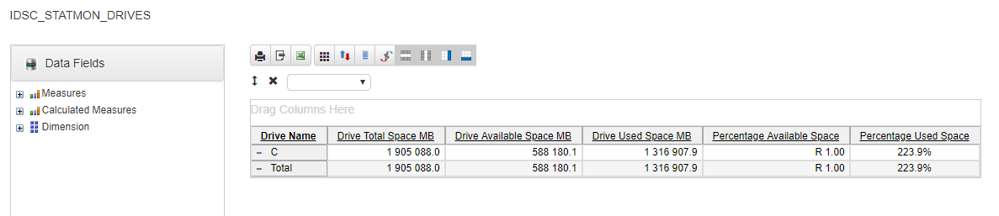 IDSC_STATMON_DRIVES
Data Fields
Measures
Calculated Measures
Dimension
Drag Columns Here
Drive Name Drive Total Space MB Drive Available Space MB Drive Used Space MB Percentage Available Space Percentage Used Space
C 1 905 088.0 588 180.1 1 316 907.9 R 1.00 223.9%
Total 1 905 088.0 588 180.1 1 316 907.9 R 1.00 223.9%